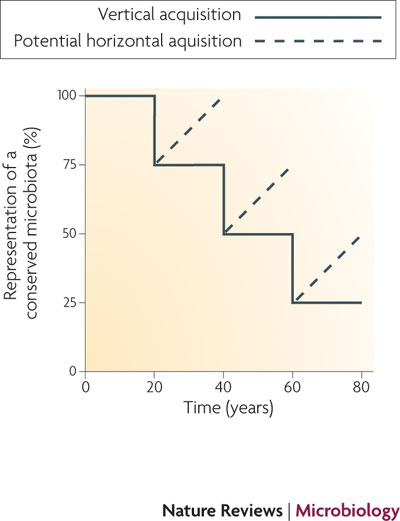 Vertical acquisition
Potential horizontal aquisition
Representation of a
conserved microbiota (%)
100
75
50
25
0
0 20 40 60 80
Time (years)
Nature Reviews | Microbiology